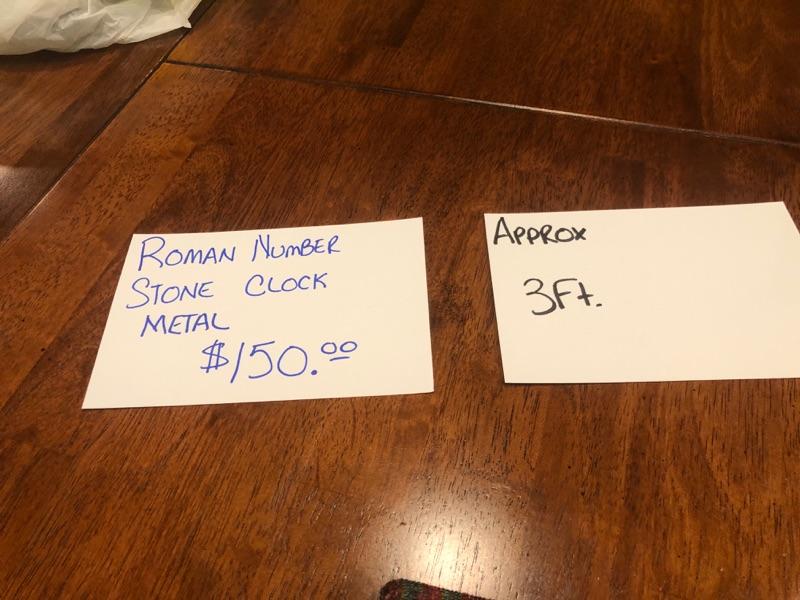 ROMAN NUMBER
STONE CLOCK
METAL
$150.00
APPROX
3Ft.